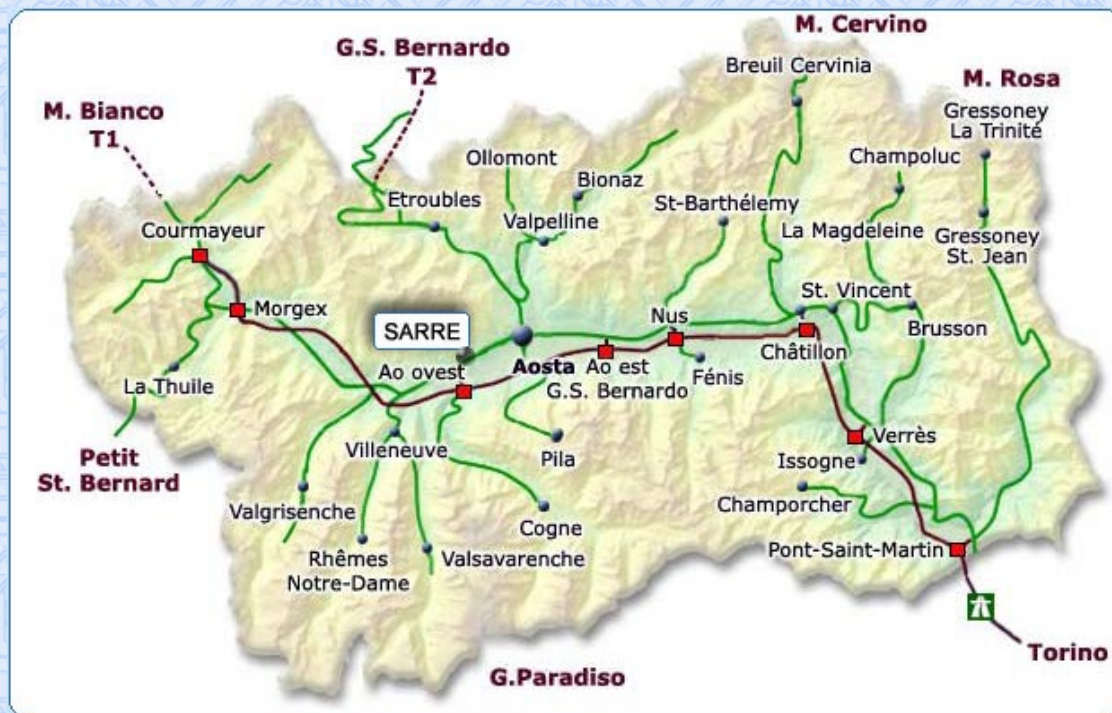 M. Cervino
G.S. Bernardo
T2
Breuil Cervinia
M. Rosa
M. Bianco
T1
Gressoney
La Trinité
Ollomont
Bionaz
Champoluc
Etroubles
Valpelline
St-Barthélemy
La Magdeleine
Courmayeur
Gressoney
St. Jean
Morgex
St. Vincent
Nus
Brusson
SARRE
Aosta
Châtillon
Ao ovest
Ao est
G.S. Bernardo
Fénis
La Thuile
Villeneuve
Pila
Verrès
Issogne
Petit
St. Bernard
Valgrisenche
Champorcher
Cogne
Rhêmes
Notre-Dame
Valsavarenche
Pont-Saint-Martin
Torino
G.Paradiso